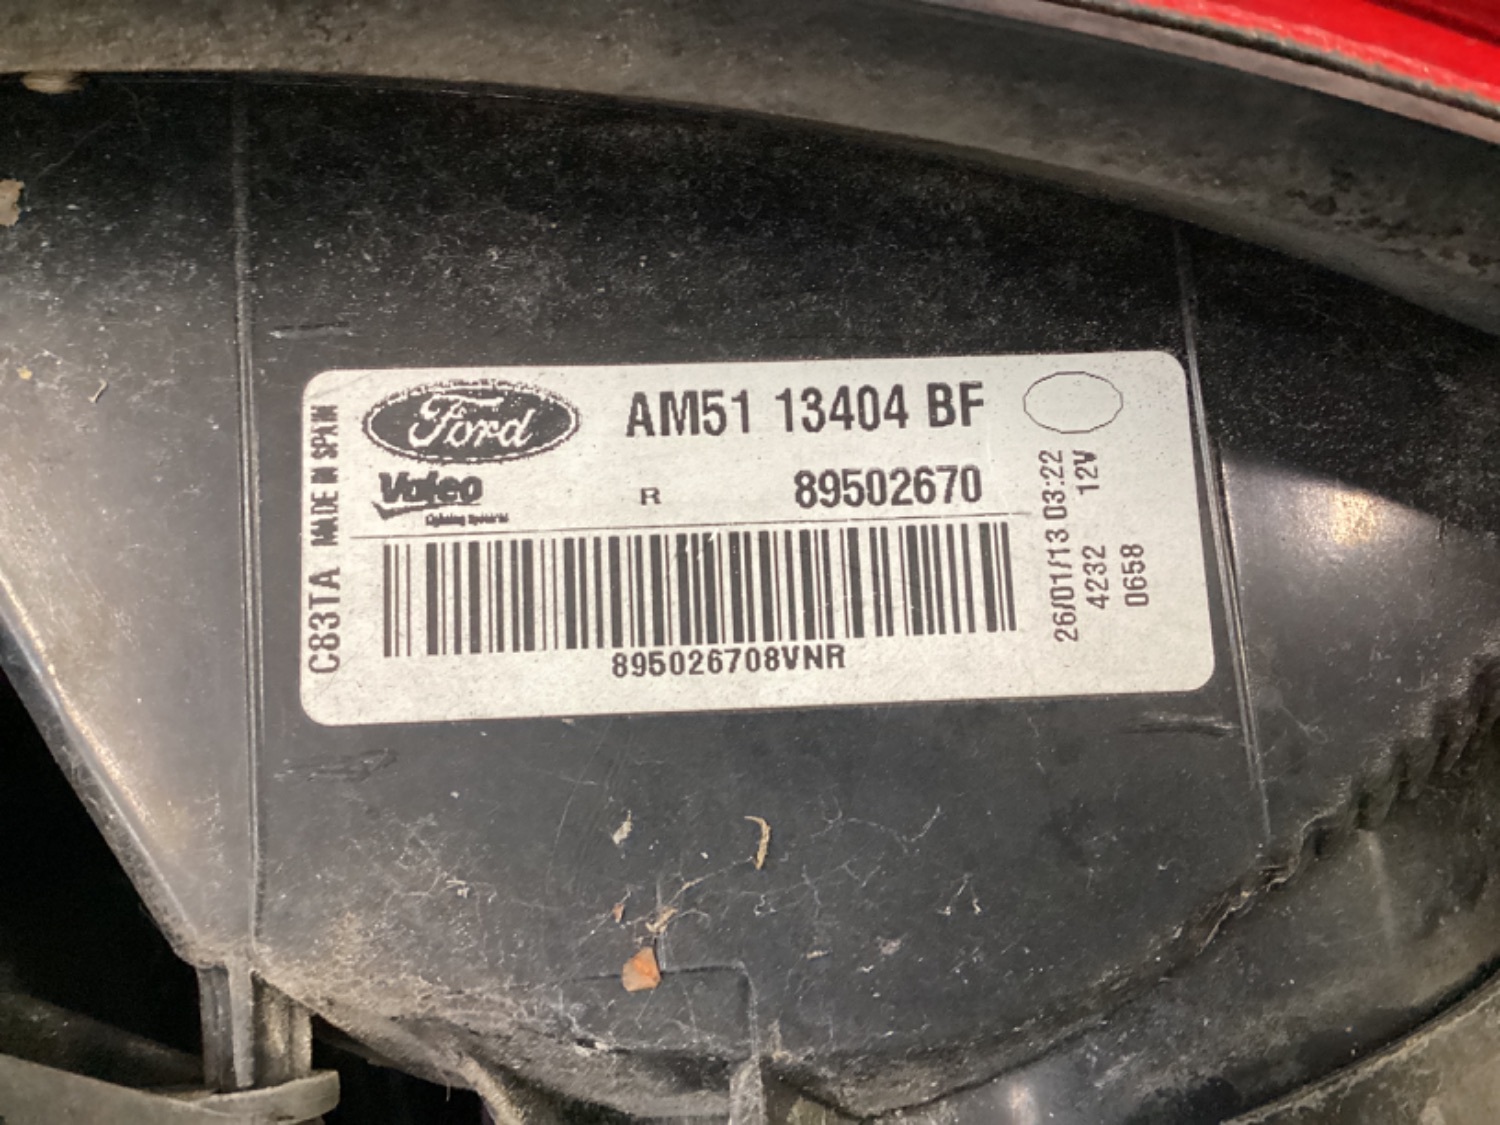 Ford
AM51 13404 BF
Valeo
R
89502670
895026708VNR
C83TA MADE IN SPAIN
26/01/13 03:22
4232 12V
0658